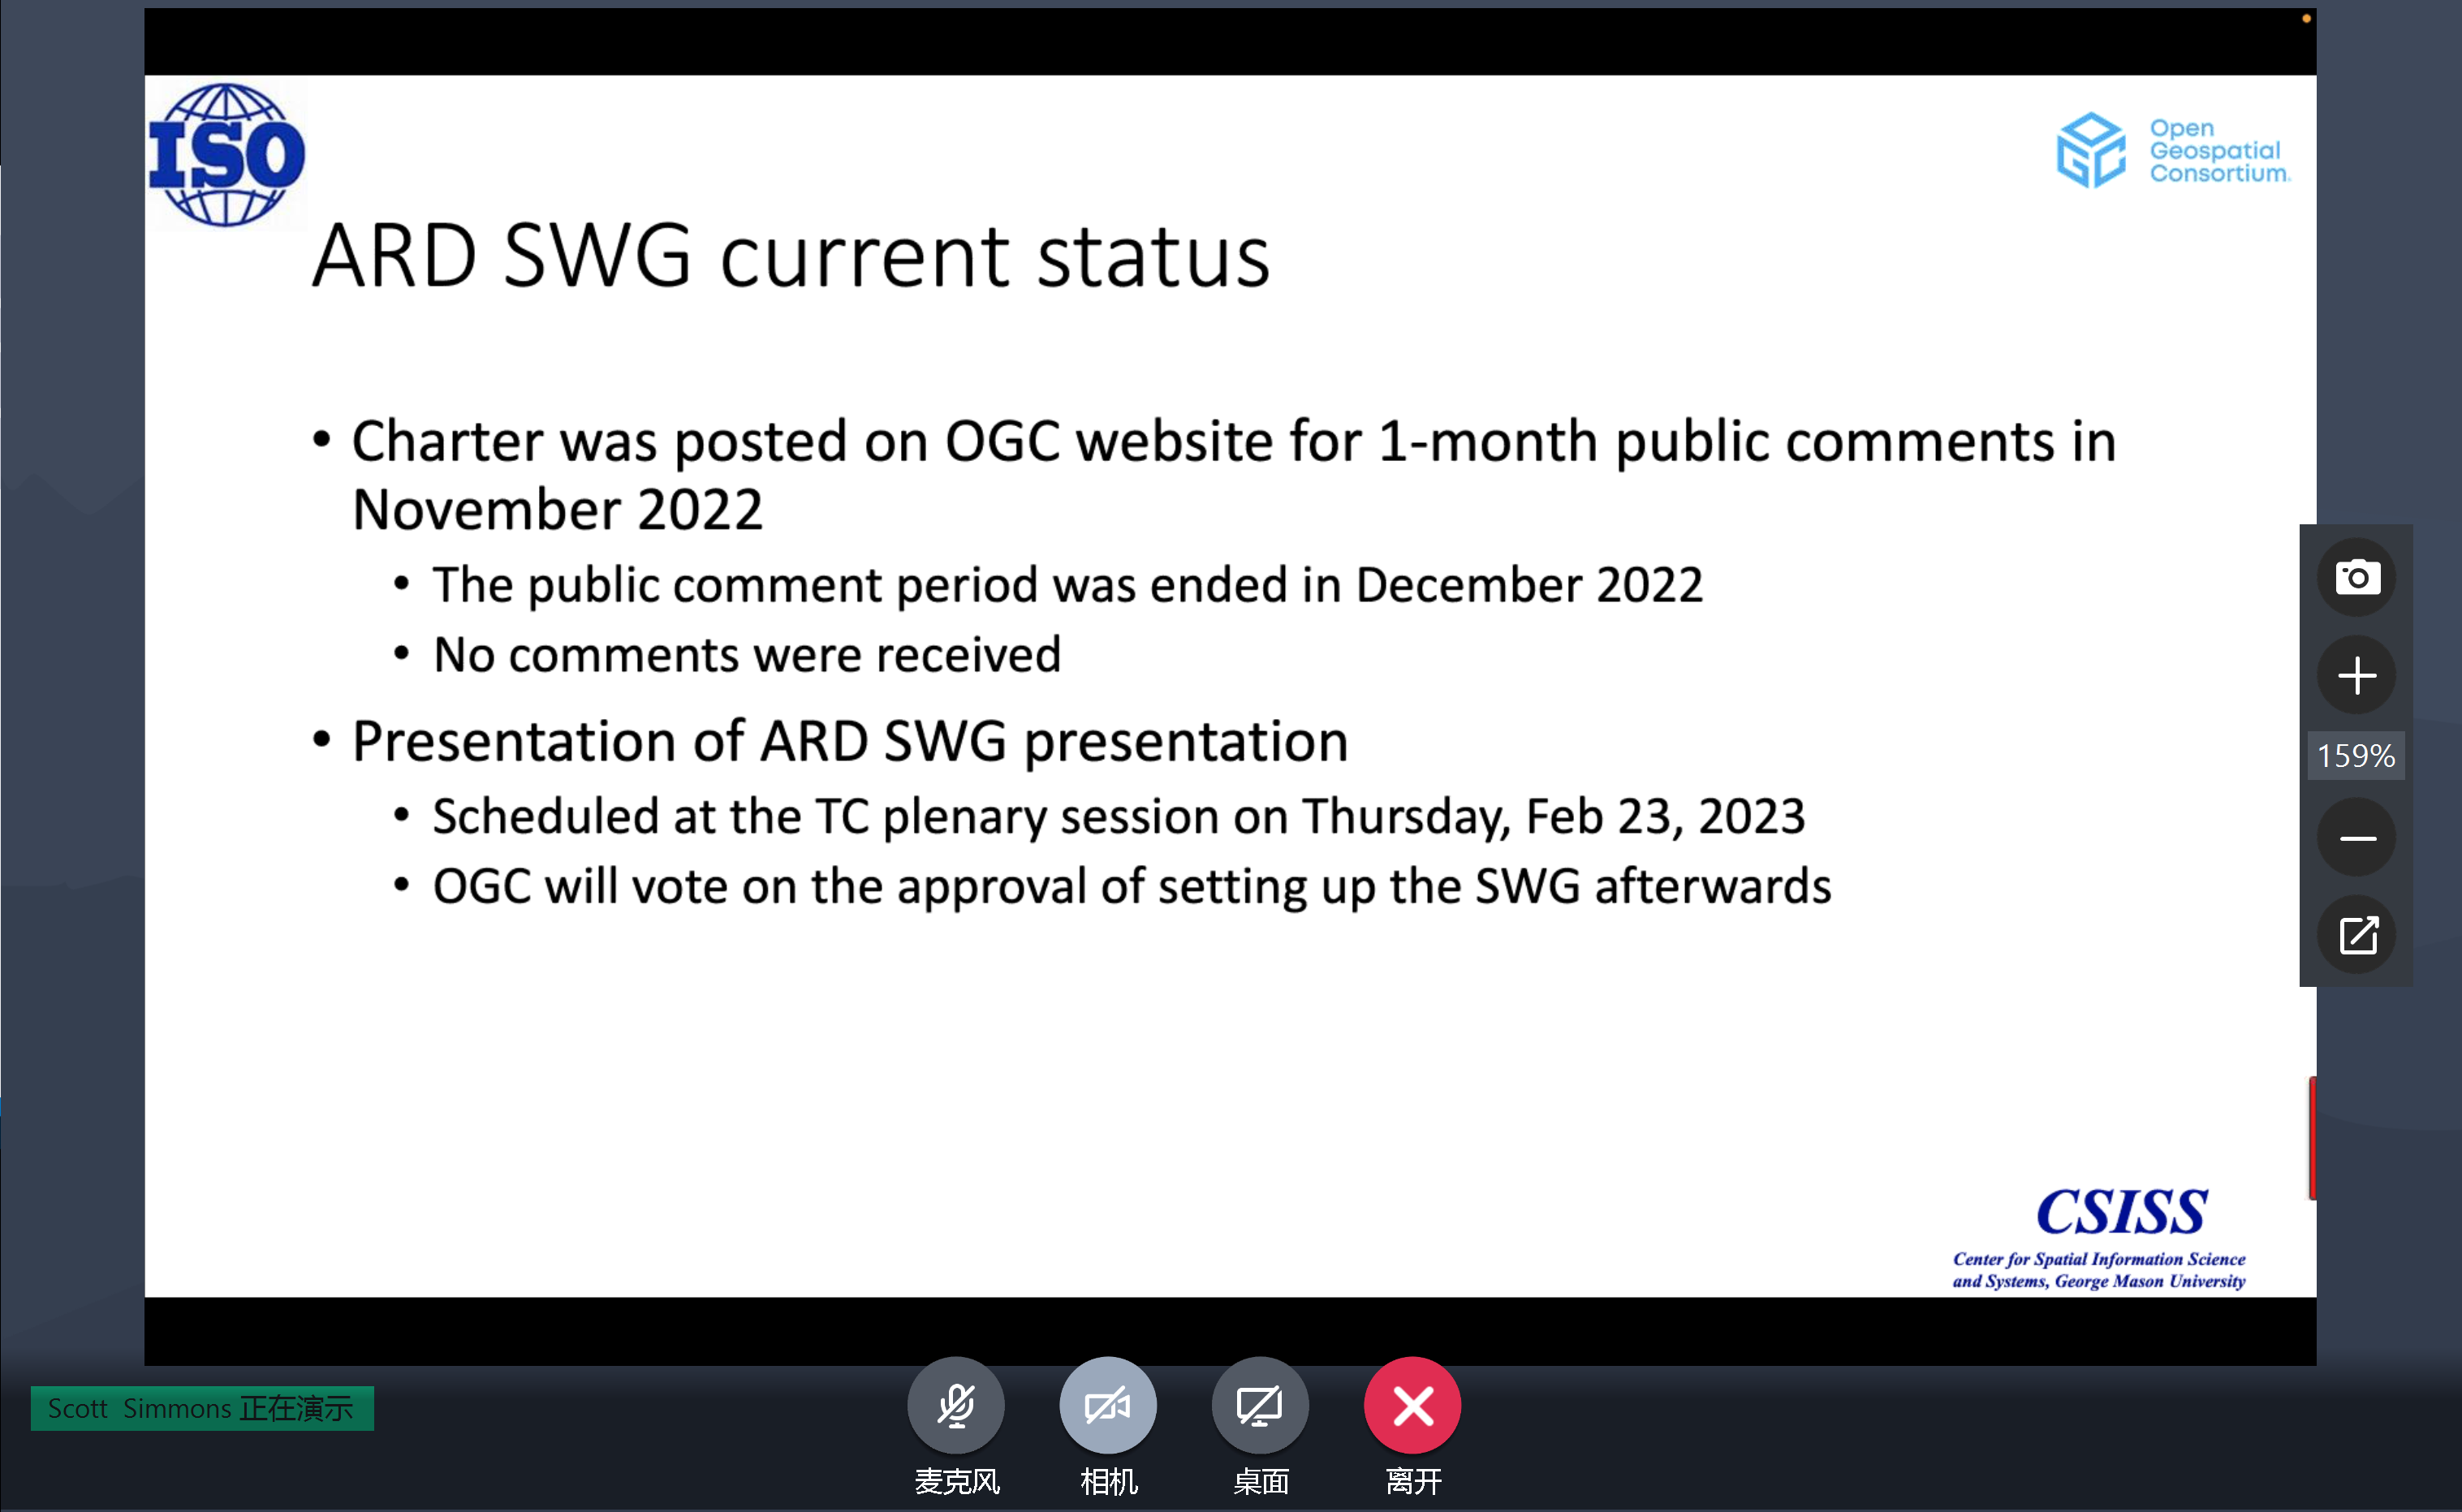 ISO
Open
Geospatial
Consortium.
ARD SWG current status
• Charter was posted on OGC website for 1-month public comments in
November 2022
• The public comment period was ended in December 2022
• No comments were received
• Presentation of ARD SWG presentation
• Scheduled at the TC plenary session on Thursday, Feb 23, 2023
• OGC will vote on the approval of setting up the SWG afterwards
159%
CSISS
Center for Spatial Information Science
and Systems, George Mason University
Scott Simmons 正在演示
麦克风
相机
桌面
离开